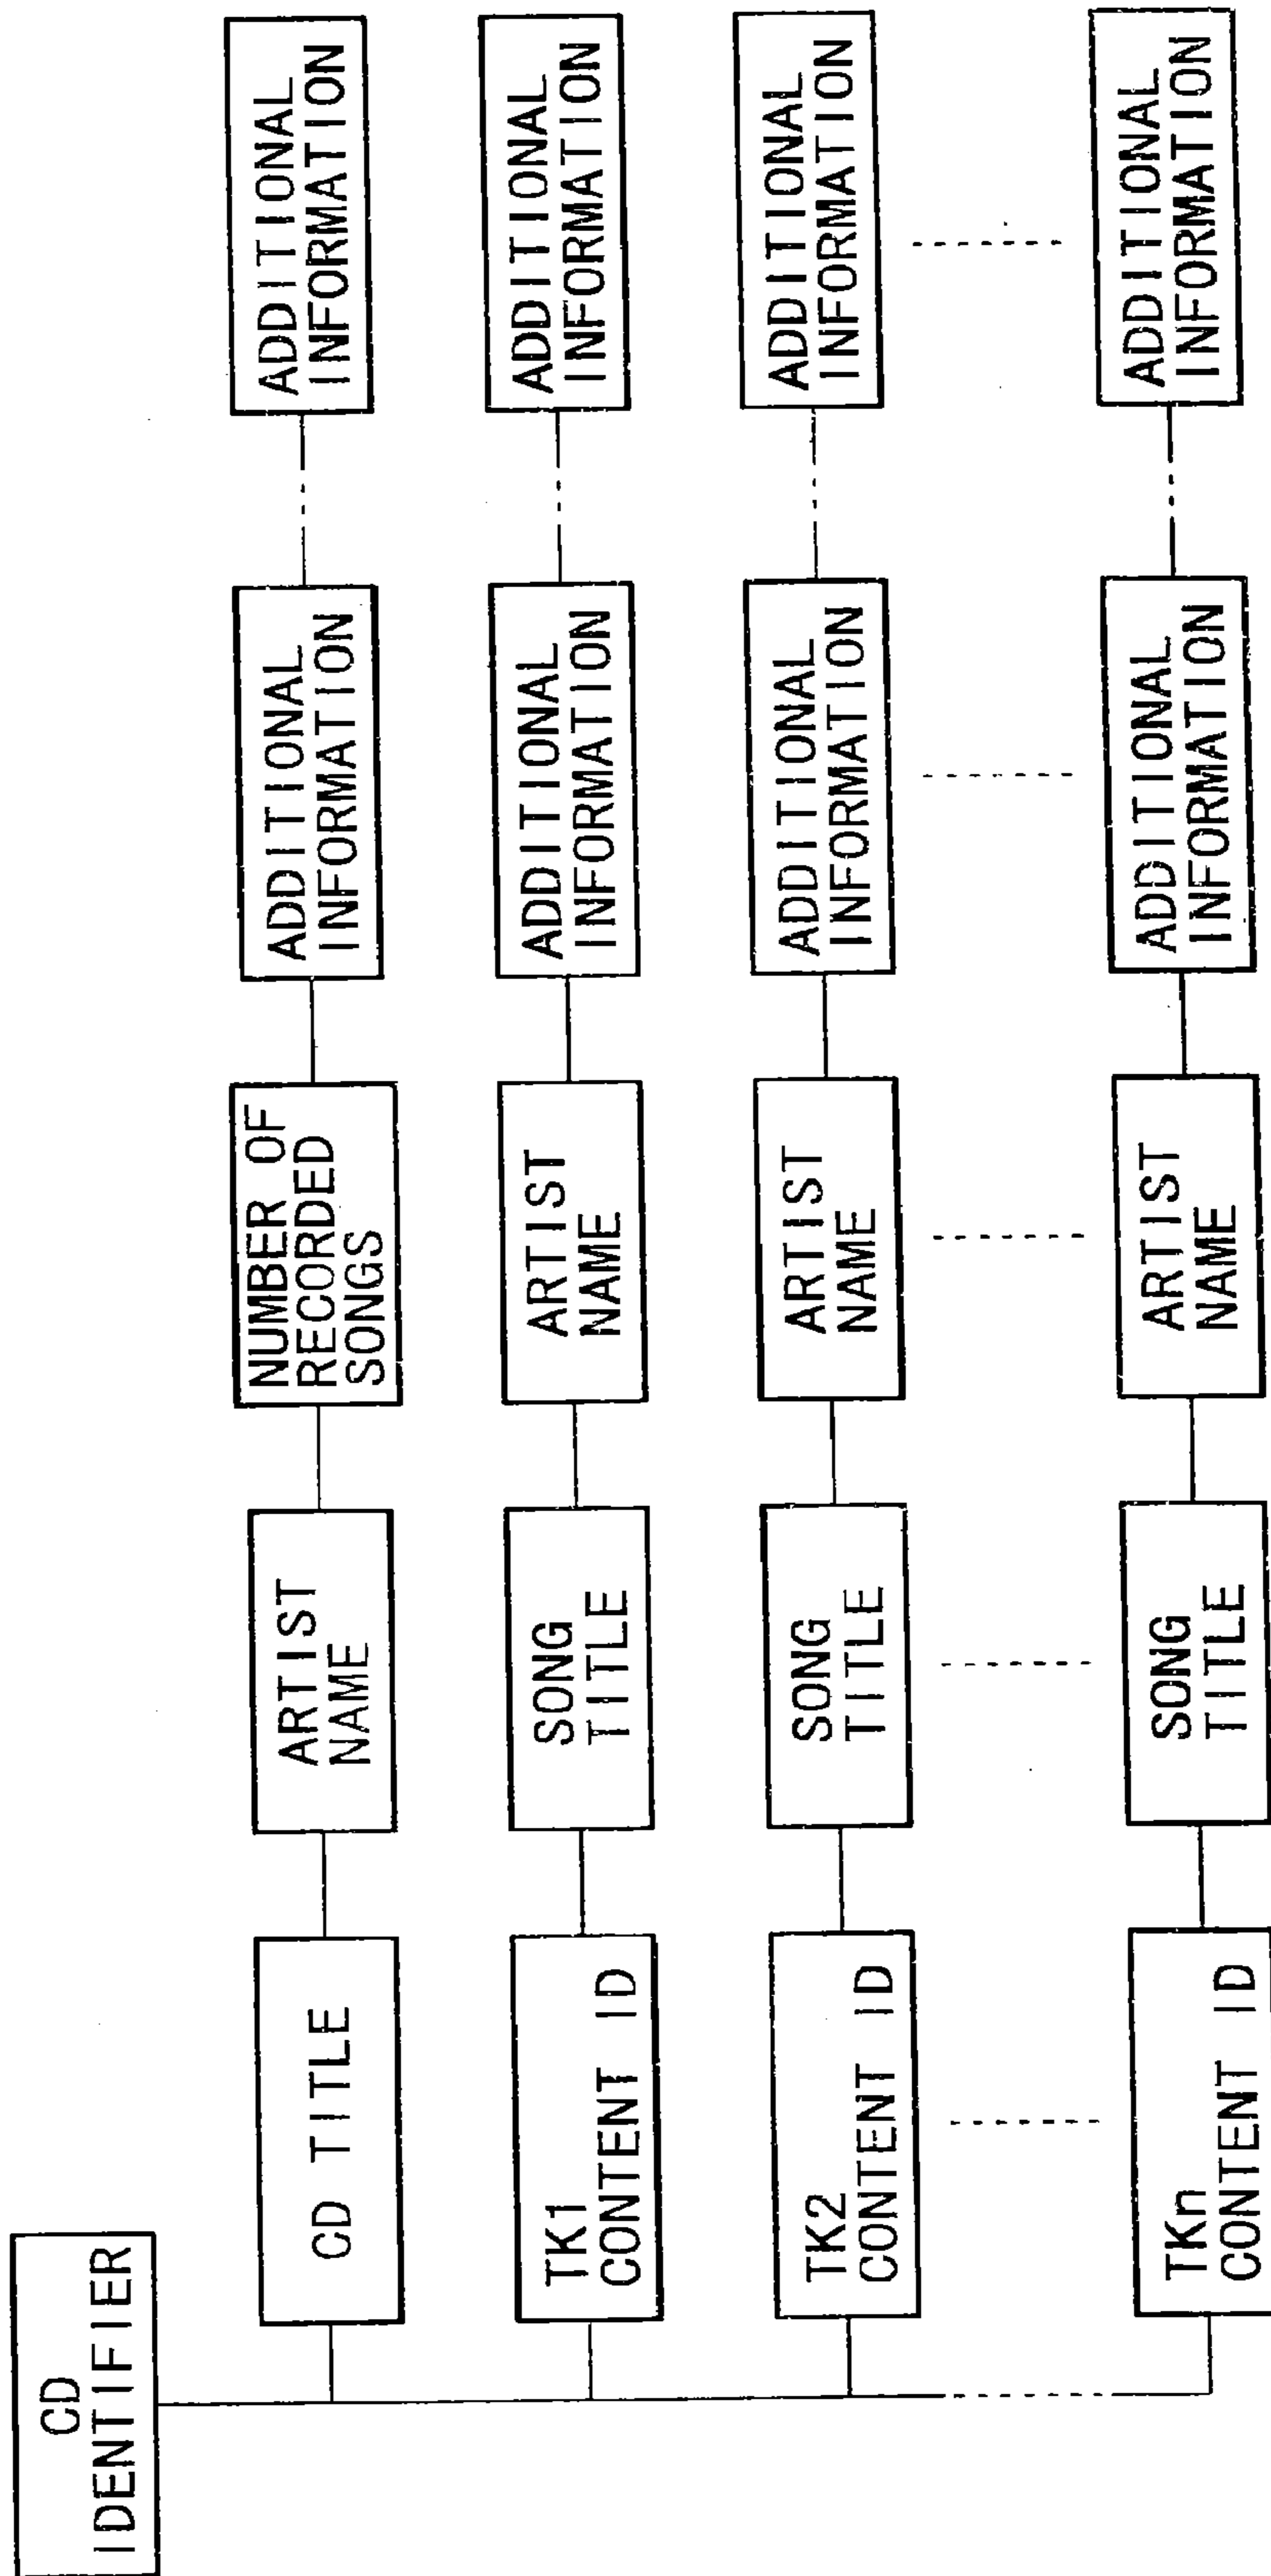 CD
IDENTIFIER
CD TITLE
ARTIST
NAME
NUMBER OF
RECORDED
SONGS
ADDITIONAL
INFORMATION
ADDITIONAL
INFORMATION
TK1
CONTENT ID
SONG
TITLE
ARTIST
NAME
ADDITIONAL
INFORMATION
ADDITIONAL
INFORMATION
TK2
CONTENT ID
SONG
TITLE
ARTIST
NAME
ADDITIONAL
INFORMATION
ADDITIONAL
INFORMATION
TKn
CONTENT ID
SONG
TITLE
ARTIST
NAME
ADDITIONAL
INFORMATION
ADDITIONAL
INFORMATION